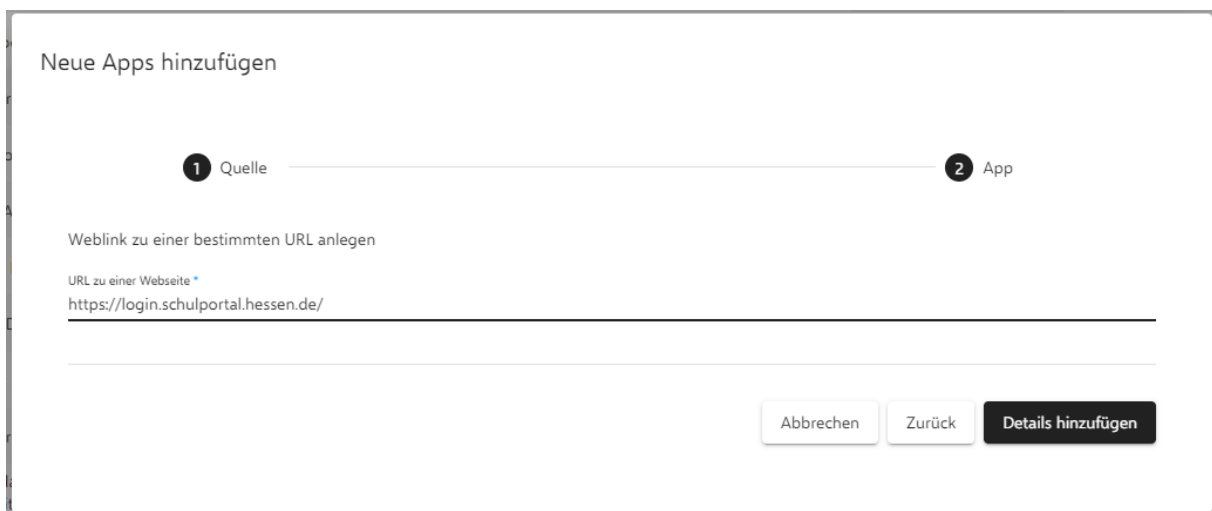 Neue Apps hinzufügen
1 Quelle 2 App
Weblink zu einer bestimmten URL anlegen
URL zu einer Webseite *
https://login.schulportal.hessen.de/
Abbrechen Zurück Details hinzufügen